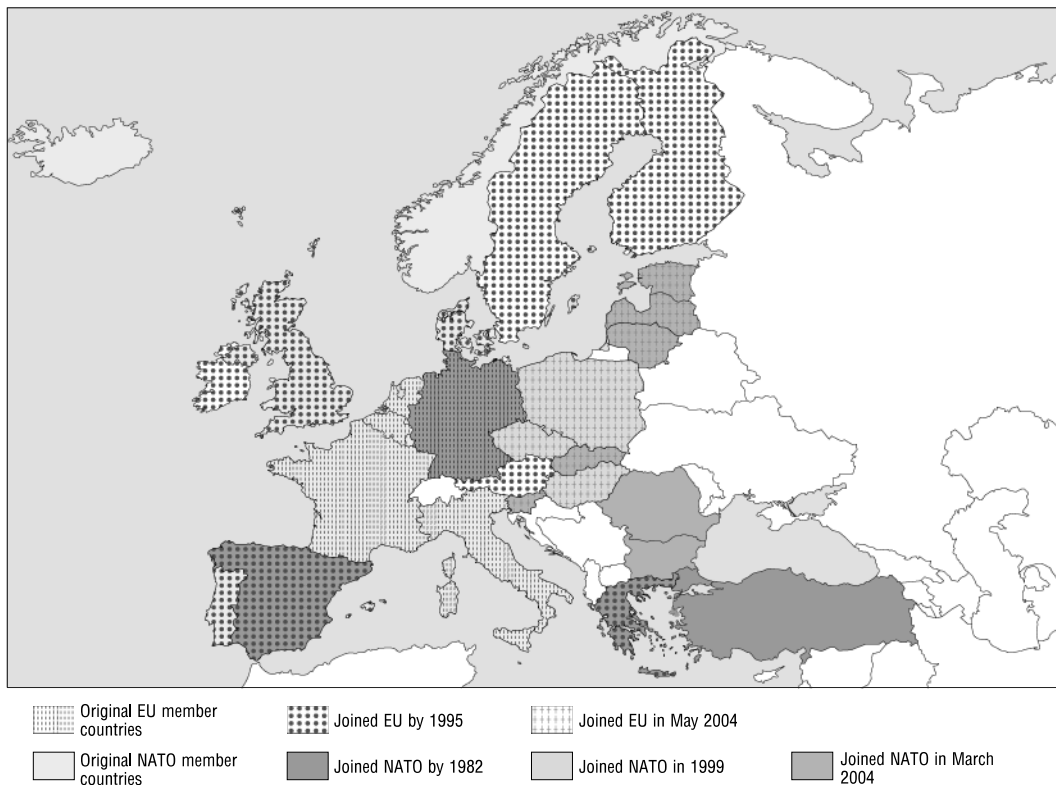 Original EU member
countries
Joined EU by 1995
Joined EU in May 2004
Original NATO member
countries
Joined NATO by 1982
Joined NATO in 1999
Joined NATO in March
2004